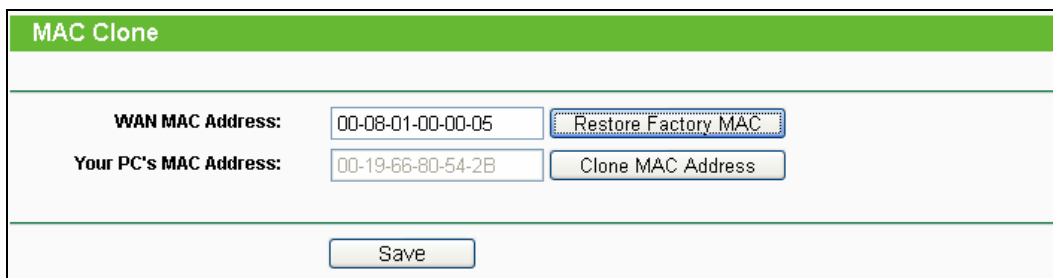 MAC Clone
WAN MAC Address: 00-08-01-00-00-05 Restore Factory MAC
Your PC's MAC Address: 00-19-66-80-54-2B Clone MAC Address
Save